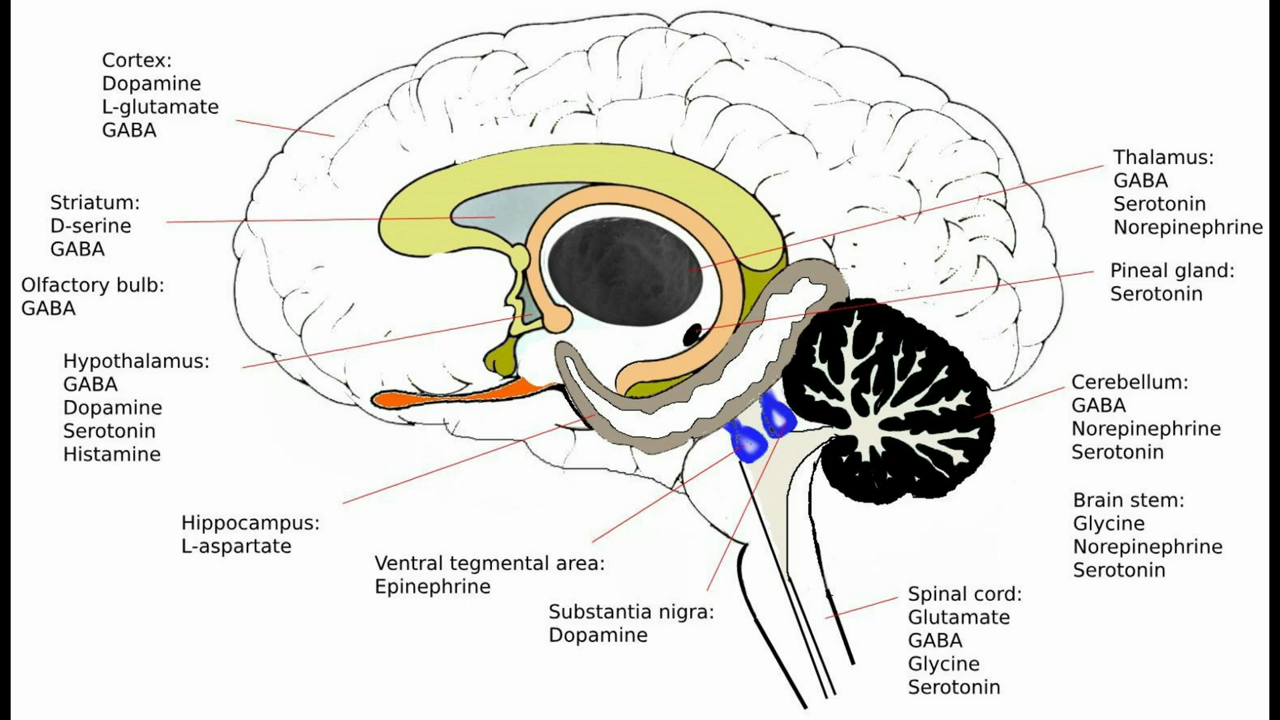 Cortex:
Dopamine
L-glutamate
GABA
Striatum:
D-serine
GABA
Olfactory bulb:
GABA
Hypothalamus:
GABA
Dopamine
Serotonin
Histamine
Hippocampus:
L-aspartate
Ventral tegmental area:
Epinephrine
Substantia nigra:
Dopamine
Thalamus:
GABA
Serotonin
Norepinephrine
Pineal gland:
Serotonin
Cerebellum:
GABA
Norepinephrine
Serotonin
Brain stem:
Glycine
Norepinephrine
Serotonin
Spinal cord:
Glutamate
GABA
Glycine
Serotonin